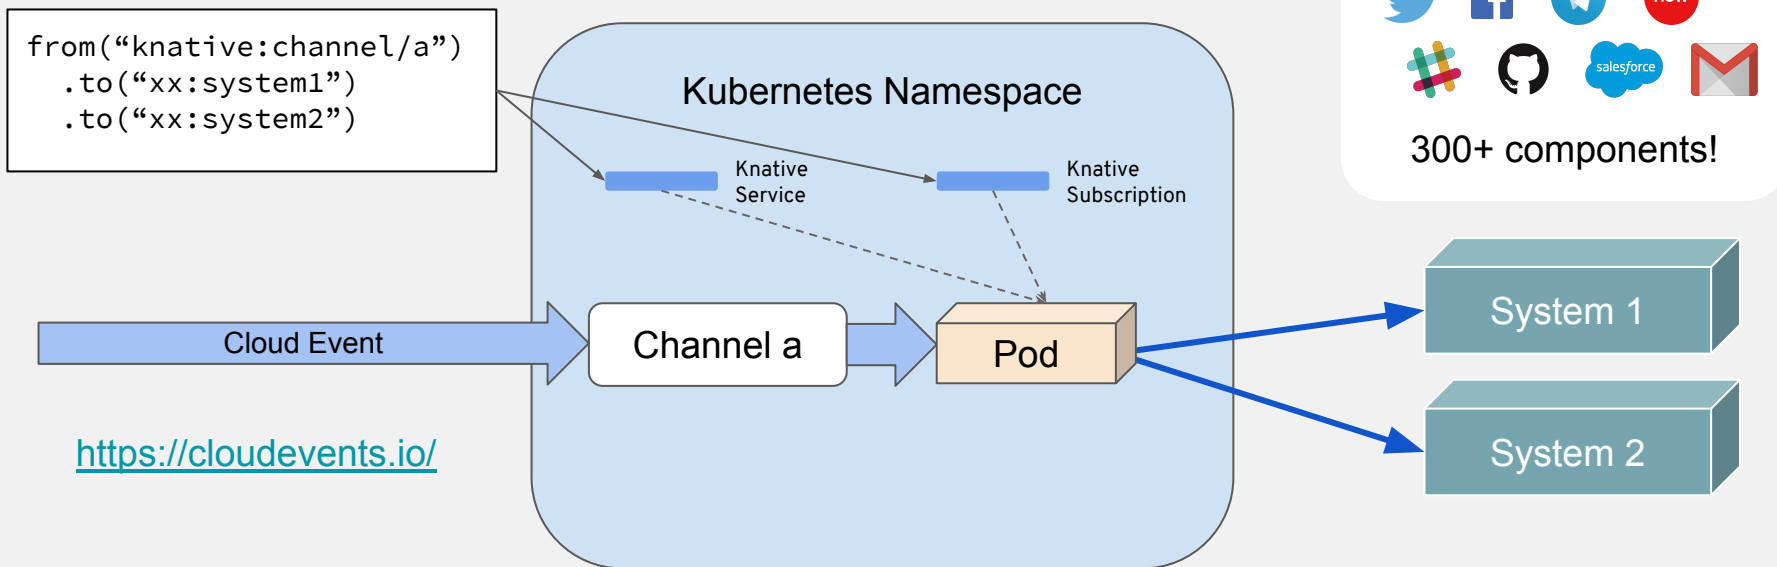 from(“knative:channel/a”)
.to(“xx:system1”)
.to(“xx:system2”)
Kubernetes Namespace
Knative
Service
Knative
Subscription
salesforce
300+ components!
Cloud Event
Channel a
Pod
System 1
System 2
https://cloudevents.io/